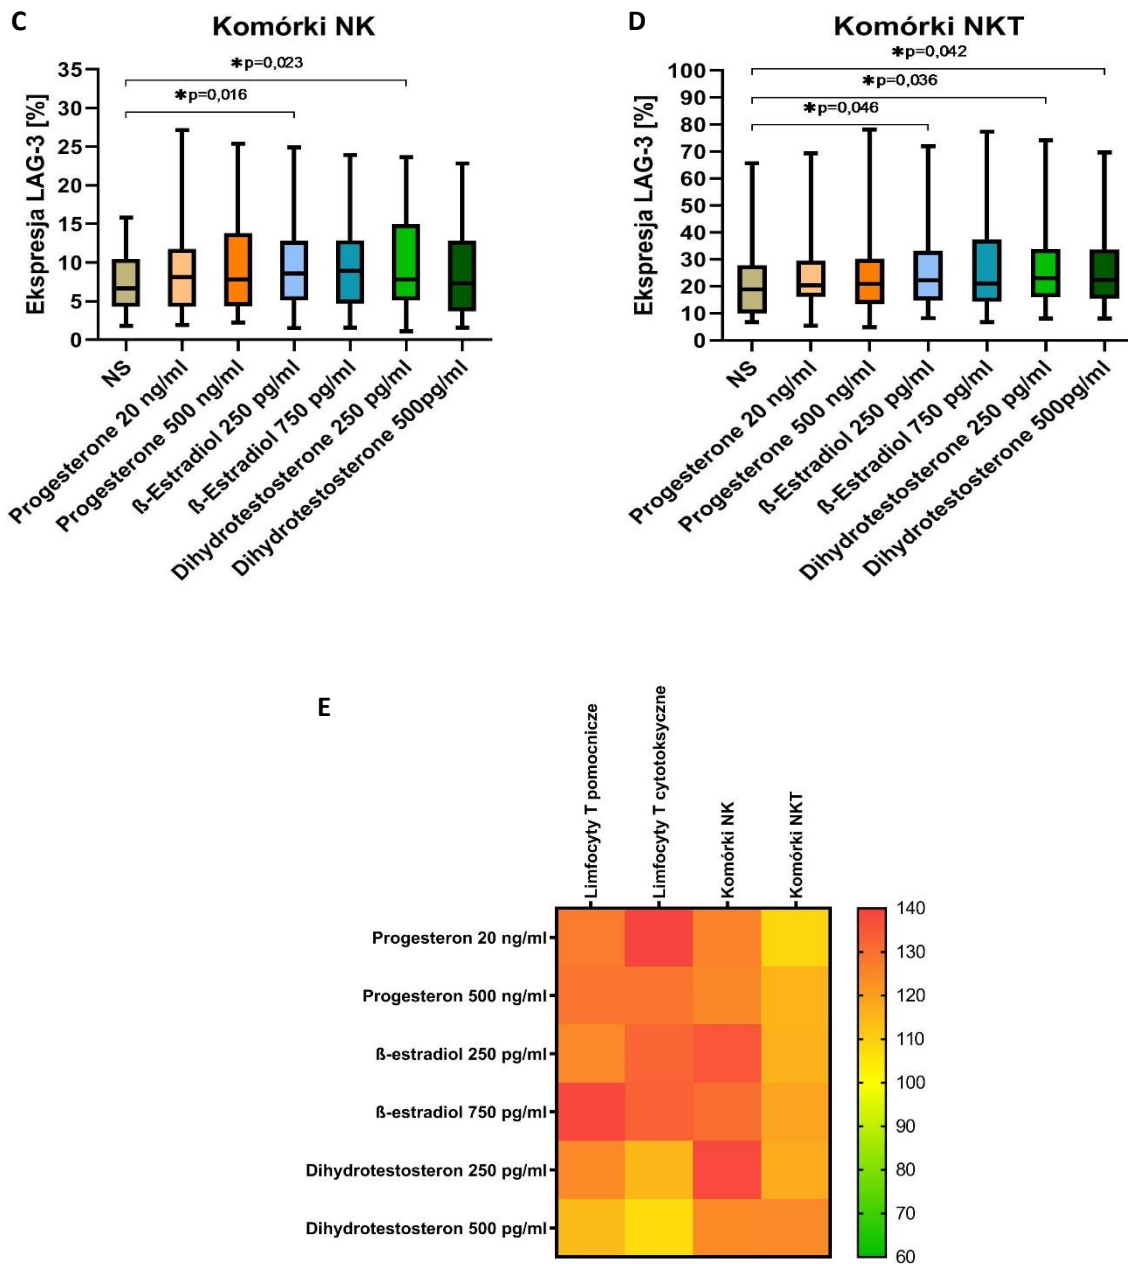 C
Komórki NK
Ekspresja LAG-3 [%]
35
30
25
20
15
10
5
0
*p=0,023
*p=0,016
NS
Progesterone 20 ng/ml
Progesterone 500 ng/ml
ß-Estradiol 250 pg/ml
ß-Estradiol 750 pg/ml
Dihydrotestosterone 250 pg/ml
Dihydrotestosterone 500pg/ml
D
Komórki NKT
Ekspresja LAG-3 [%]
100
90
80
70
60
50
40
30
20
10
0
*p=0,042
*p=0,036
*p=0,046
NS
Progesterone 20 ng/ml
Progesterone 500 ng/ml
ß-Estradiol 250 pg/ml
ß-Estradiol 750 pg/ml
Dihydrotestosterone 250 pg/ml
Dihydrotestosterone 500pg/ml
E
Limfocyty T pomocnicze
Limfocyty T cytotoksyczne
Komórki NK
Komórki NKT
Progesteron 20 ng/ml
Progesteron 500 ng/ml
ß-estradiol 250 pg/ml
ß-estradiol 750 pg/ml
Dihydrotestosteron 250 pg/ml
Dihydrotestosteron 500 pg/ml
140
130
120
110
100
90
80
70
60